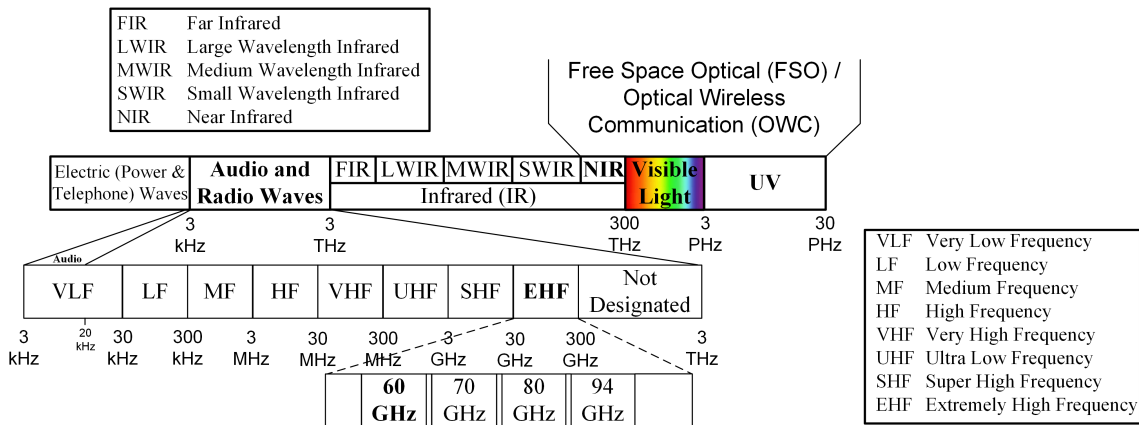 FIR Far Infrared
LWIR Large Wavelength Infrared
MWIR Medium Wavelength Infrared
SWIR Small Wavelength Infrared
NIR Near Infrared
Free Space Optical (FSO) /
Optical Wireless
Communication (OWC)
Electric (Power &
Telephone) Waves
Audio and
Radio Waves
FIR LWIR MWIR SWIR NIR
Infrared (IR)
Visible
Light
UV
3 3 300 3 30
kHz THz THz PHz PHz
Audio
VLF LF MF HF VHF UHF SHF EHF
Not
Designated
3 20 30 300 3 30 300 3 30 300 3
kHz kHz kHz kHz MHz MHz MHz GHz GHz GHz THz
60 70 80 94
GHz GHz GHz GHz
VLF Very Low Frequency
LF Low Frequency
MF Medium Frequency
HF High Frequency
VHF Very High Frequency
UHF Ultra Low Frequency
SHF Super High Frequency
EHF Extremely High Frequency